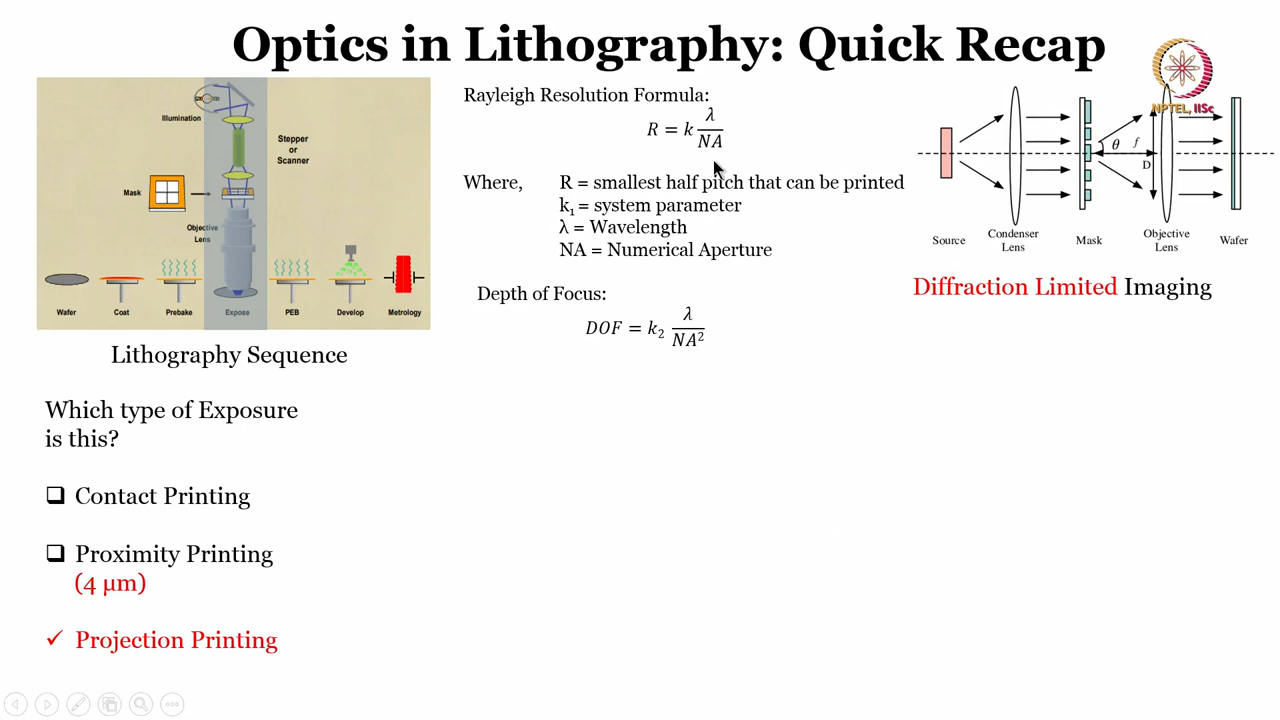 Optics in Lithography: Quick Recap
NPTEL, IISc
Illumination
Stepper
or
Scanner
Mask
Objective
Lens
Wafer
Coat
Prebake
Expose
PEB
Develop
Metrology
Lithography Sequence
Which type of Exposure
is this?
❑ Contact Printing
❑ Proximity Printing
(4 µm)
✓ Projection Printing
Rayleigh Resolution Formula:
R = k λ/NA
Where, R = smallest half pitch that can be printed
k₁ = system parameter
λ = Wavelength
NA = Numerical Aperture
Depth of Focus:
DOF = k₂ λ/NA²
θ f
D
Source
Condenser
Lens
Mask
Objective
Lens
Wafer
Diffraction Limited Imaging